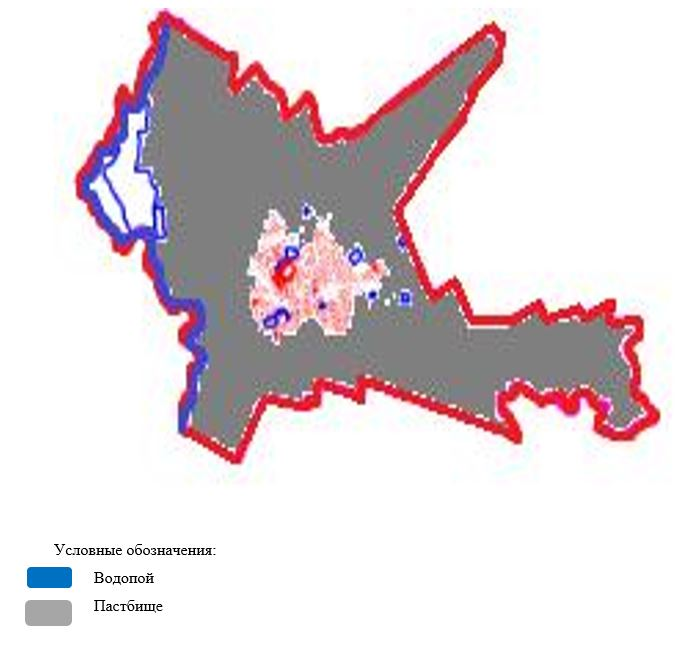 Условные обозначения:
Водопой
Пастбище